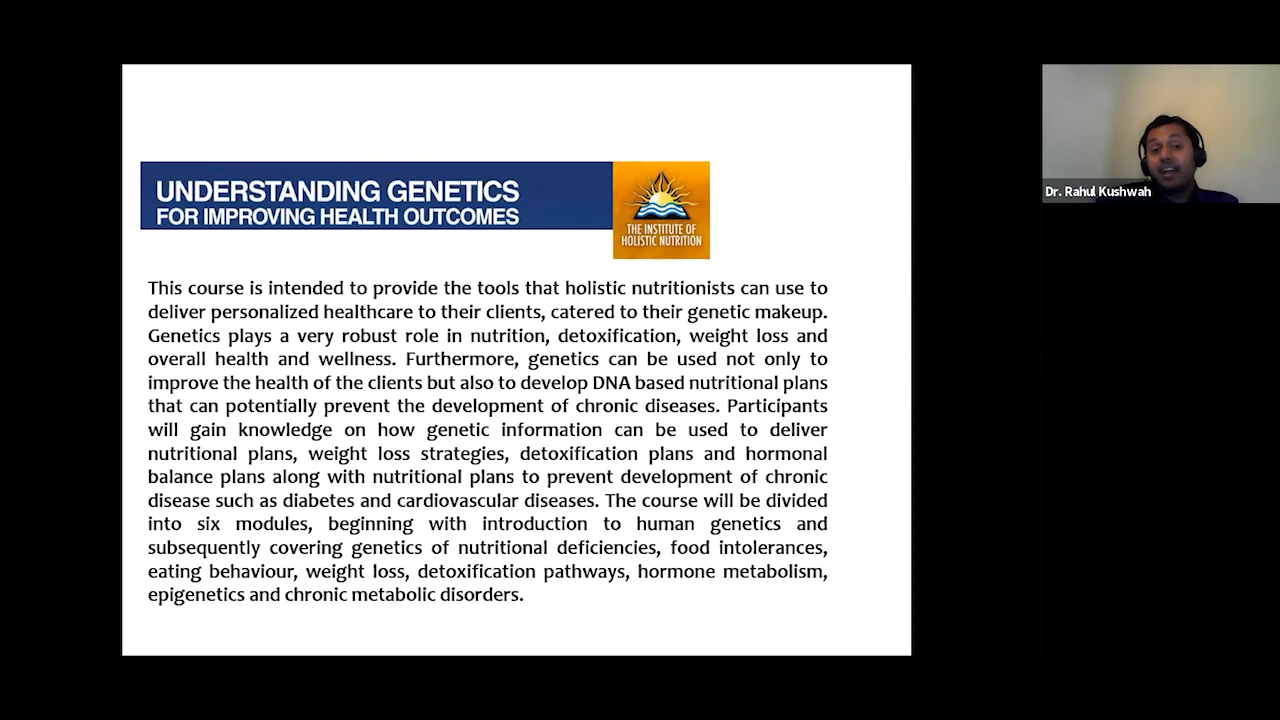 UNDERSTANDING GENETICS
FOR IMPROVING HEALTH OUTCOMES
THE INSTITUTE OF
HOLISTIC NUTRITION
Dr. Rahul Kushwah
This course is intended to provide the tools that holistic nutritionists can use to
deliver personalized healthcare to their clients, catered to their genetic makeup.
Genetics plays a very robust role in nutrition, detoxification, weight loss and
overall health and wellness. Furthermore, genetics can be used not only to
improve the health of the clients but also to develop DNA based nutritional plans
that can potentially prevent the development of chronic diseases. Participants
will gain knowledge on how genetic information can be used to deliver
nutritional plans, weight loss strategies, detoxification plans and hormonal
balance plans along with nutritional plans to prevent development of chronic
disease such as diabetes and cardiovascular diseases. The course will be divided
into six modules, beginning with introduction to human genetics and
subsequently covering genetics of nutritional deficiencies, food intolerances,
eating behaviour, weight loss, detoxification pathways, hormone metabolism,
epigenetics and chronic metabolic disorders.